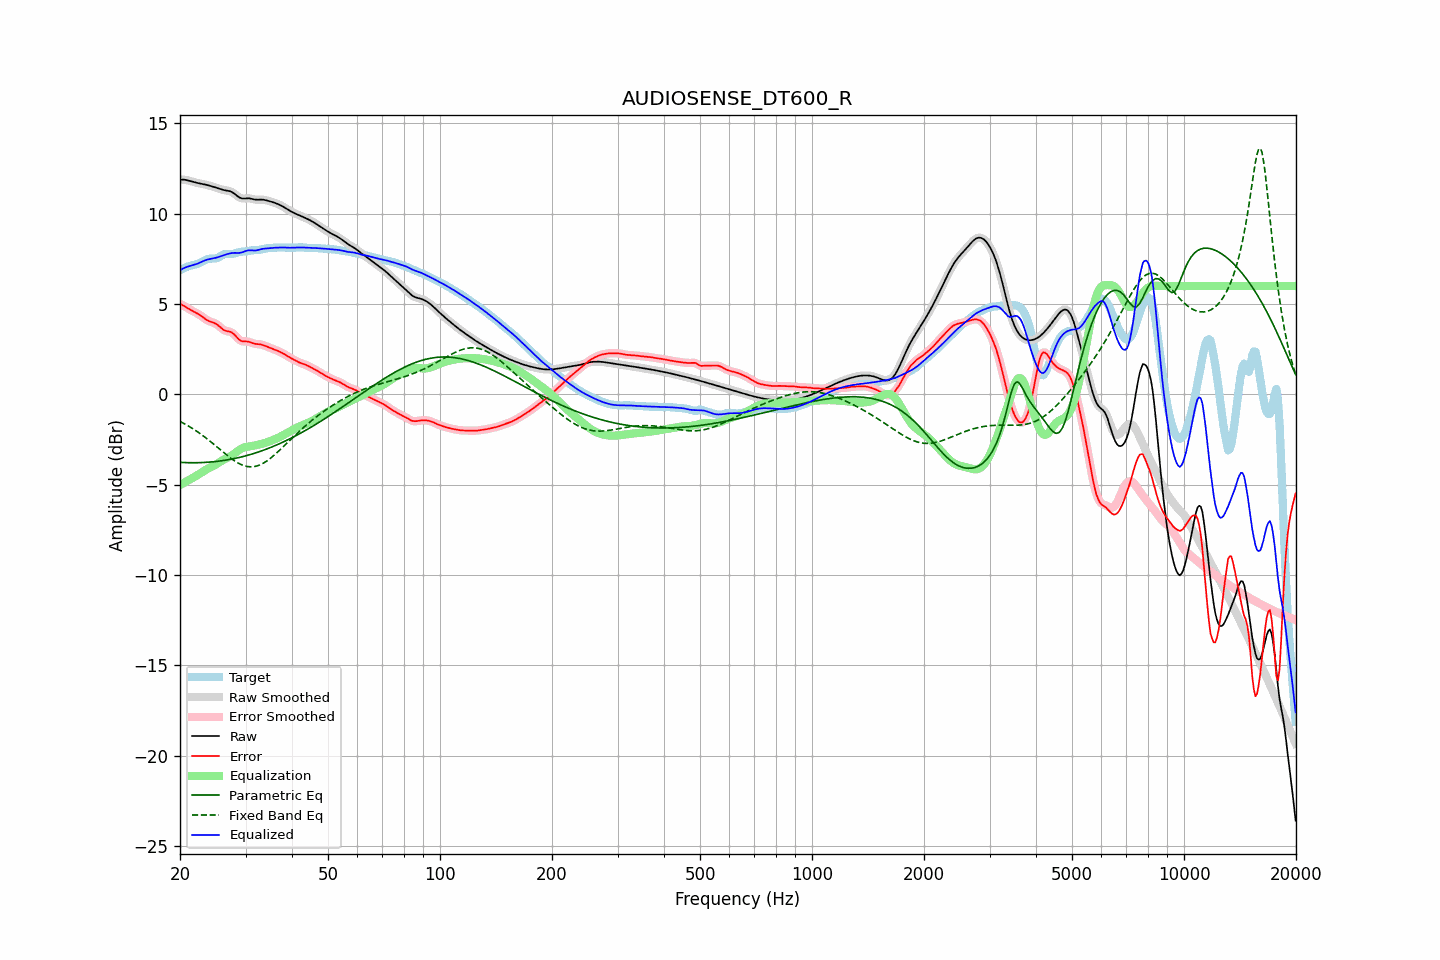 AUDIOSENSE_DT600_R
Amplitude (dBr)
15
10
5
0
−5
−10
−15
−20
−25
Target
Raw Smoothed
Error Smoothed
Raw
Error
Equalization
Parametric Eq
Fixed Band Eq
Equalized
20 50 100 200 500 1000 2000 5000 10000 20000
Frequency (Hz)